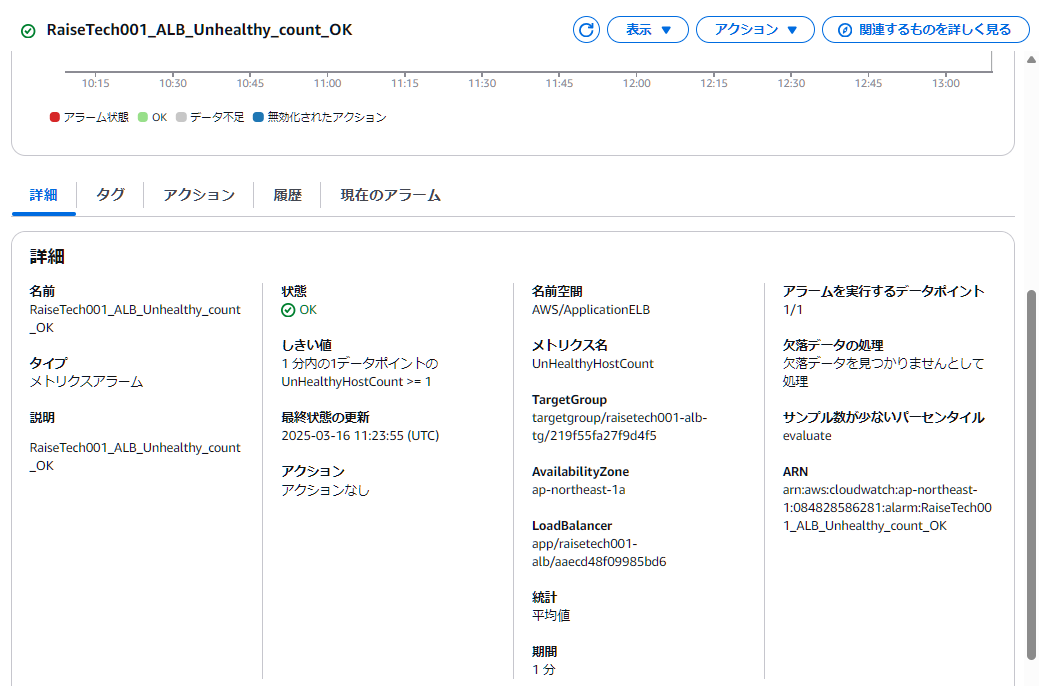 RaiseTech001_ALB_Unhealthy_count_OK
表示 ▼
アクション ▼
関連するものを詳しく見る
10:15 10:30 10:45 11:00 11:15 11:30 11:45 12:00 12:15 12:30 12:45 13:00
アラーム状態 OK データ不足 無効化されたアクション
詳細 タグ アクション 履歴 現在のアラーム
詳細
名前
RaiseTech001_ALB_Unhealthy_count
_OK
タイプ
メトリクスアラーム
説明
RaiseTech001_ALB_Unhealthy_count
_OK
状態
OK
しきい値
1 分内の1データポイントの
UnHealthyHostCount >= 1
最終状態の更新
2025-03-16 11:23:55 (UTC)
アクション
アクションなし
名前空間
AWS/ApplicationELB
メトリクス名
UnHealthyHostCount
TargetGroup
targetgroup/raisetech001-alb-
tg/219f55fa27f9d4f5
AvailabilityZone
ap-northeast-1a
LoadBalancer
app/raisetech001-
alb/aaecd48f09985bd6
統計
平均値
期間
1 分
アラームを実行するデータポイント
1/1
欠落データの処理
欠落データを見つかりませんとして
処理
サンプル数が少ないパーセンタイル
evaluate
ARN
arn:aws:cloudwatch:ap-northeast-
1:084828586281:alarm:RaiseTech00
1_ALB_Unhealthy_count_OK